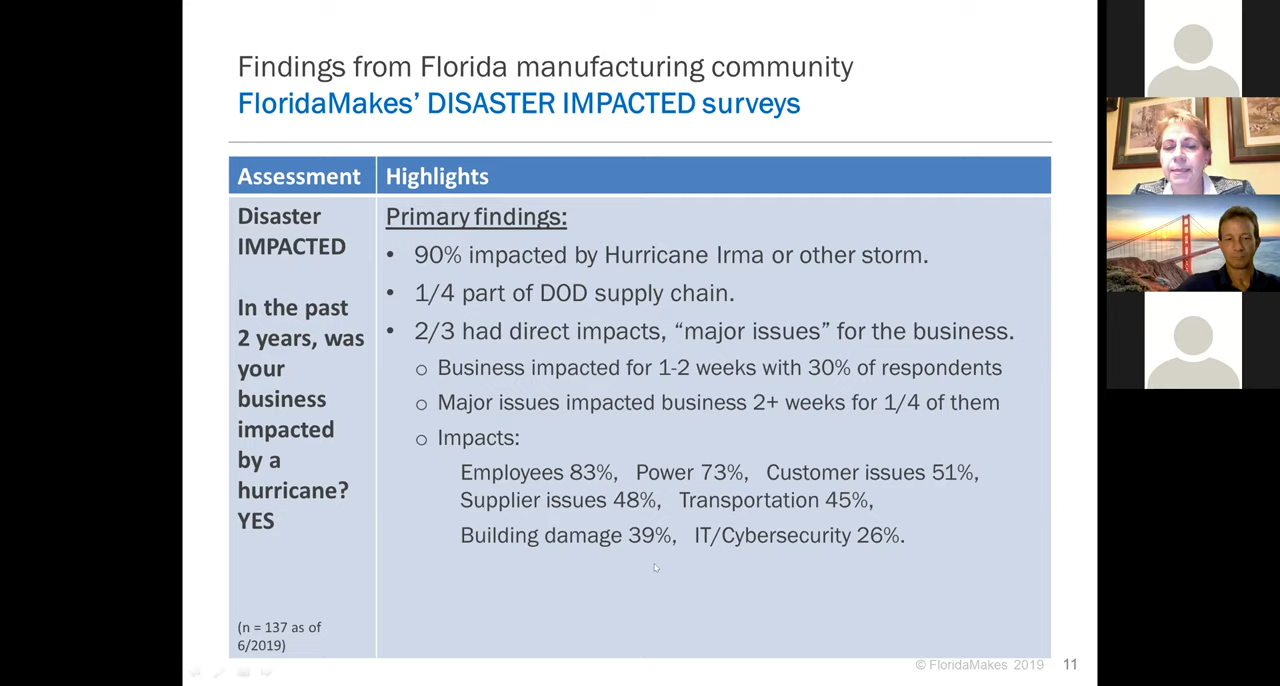 Findings from Florida manufacturing community
FloridaMakes’ DISASTER IMPACTED surveys
Assessment
Highlights
Disaster
IMPACTED
In the past
2 years, was
your
business
impacted
by a
hurricane?
YES
(n = 137 as of
6/2019)
Primary findings:
• 90% impacted by Hurricane Irma or other storm.
• 1/4 part of DOD supply chain.
• 2/3 had direct impacts, “major issues” for the business.
o Business impacted for 1-2 weeks with 30% of respondents
o Major issues impacted business 2+ weeks for 1/4 of them
o Impacts:
Employees 83%, Power 73%, Customer issues 51%,
Supplier issues 48%, Transportation 45%,
Building damage 39%, IT/Cybersecurity 26%.
© FloridaMakes 2019 11